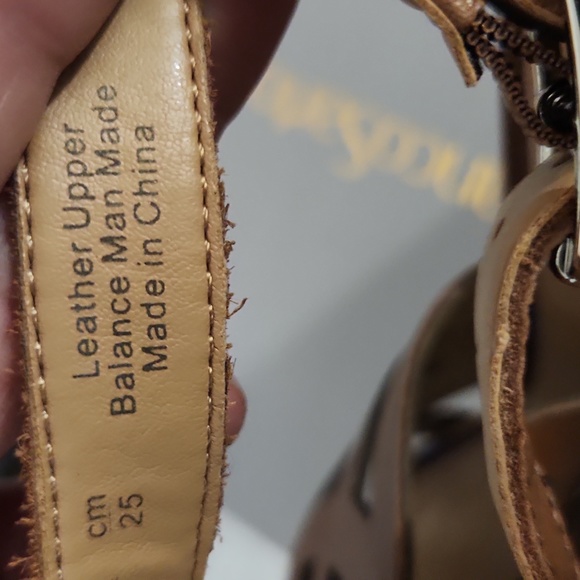 Leather Upper
Balance Man Made
Made in China
cm
25